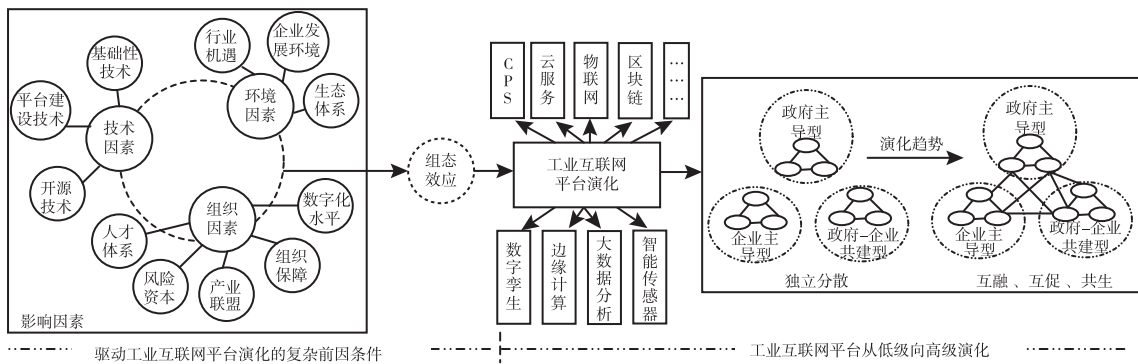 行业
机遇
企业发
展环境
基础性
技术
环境
因素
生态
体系
平台建
设技术
技术
因素
开源
技术
组织
因素
数字化
水平
人才
体系
风险
资本
产业
联盟
组织
保障
影响因素
组态
效应
CPS
云服务
物联网
区块链
……
工业互联网
平台演化
数字孪生
边缘计算
大数据分析
智能传感器
政府主
导型
企业主
导型
政府-企业
共建型
独立分散
演化趋势
政府主
导型
企业主
导型
政府-企业
共建型
互融、互促、共生
驱动工业互联网平台演化的复杂前因条件
工业互联网平台从低级向高级演化